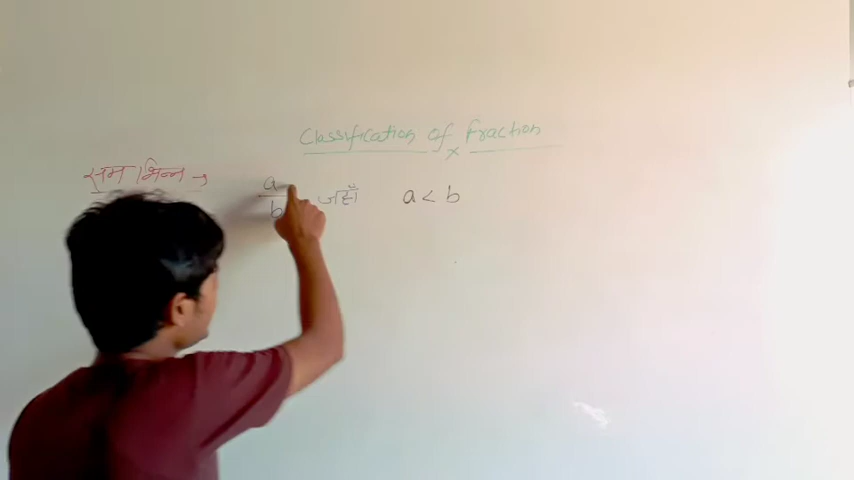 Classification of fraction
x
सम भिन्न →
a/b जहाँ a < b